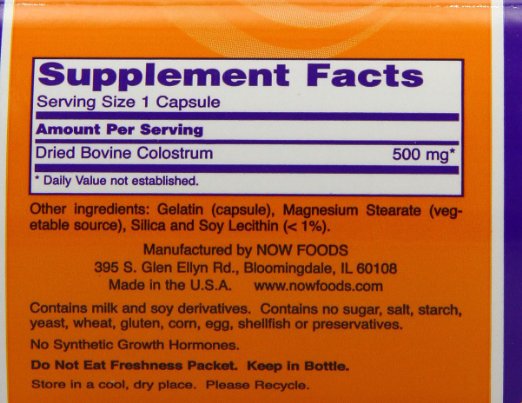 Supplement Facts
Serving Size 1 Capsule
Amount Per Serving
Dried Bovine Colostrum 500 mg*
* Daily Value not established.
Other ingredients: Gelatin (capsule), Magnesium Stearate (veg-
etable source), Silica and Soy Lecithin (< 1%).
Manufactured by NOW FOODS
395 S. Glen Ellyn Rd., Bloomingdale, IL 60108
Made in the U.S.A. www.nowfoods.com
Contains milk and soy derivatives. Contains no sugar, salt, starch,
yeast, wheat, gluten, corn, egg, shellfish or preservatives.
No Synthetic Growth Hormones.
Do Not Eat Freshness Packet. Keep in Bottle.
Store in a cool, dry place. Please Recycle.